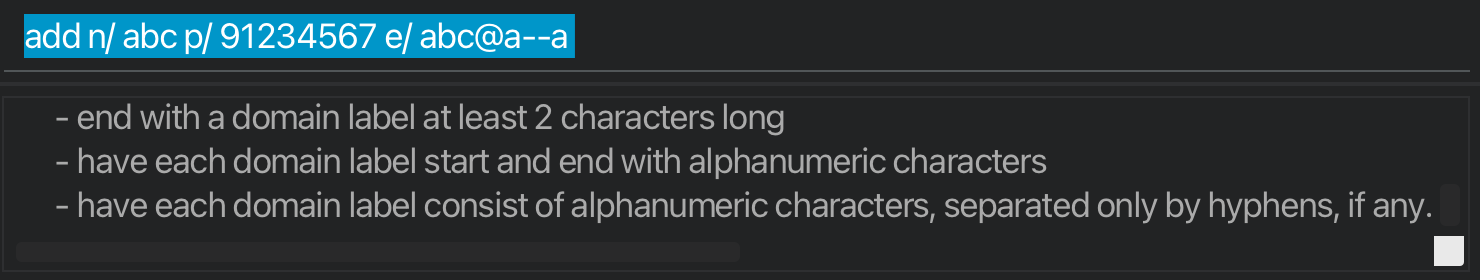 add n/ abc p/ 91234567 e/ abc@a--a
- end with a domain label at least 2 characters long
- have each domain label start and end with alphanumeric characters
- have each domain label consist of alphanumeric characters, separated only by hyphens, if any.